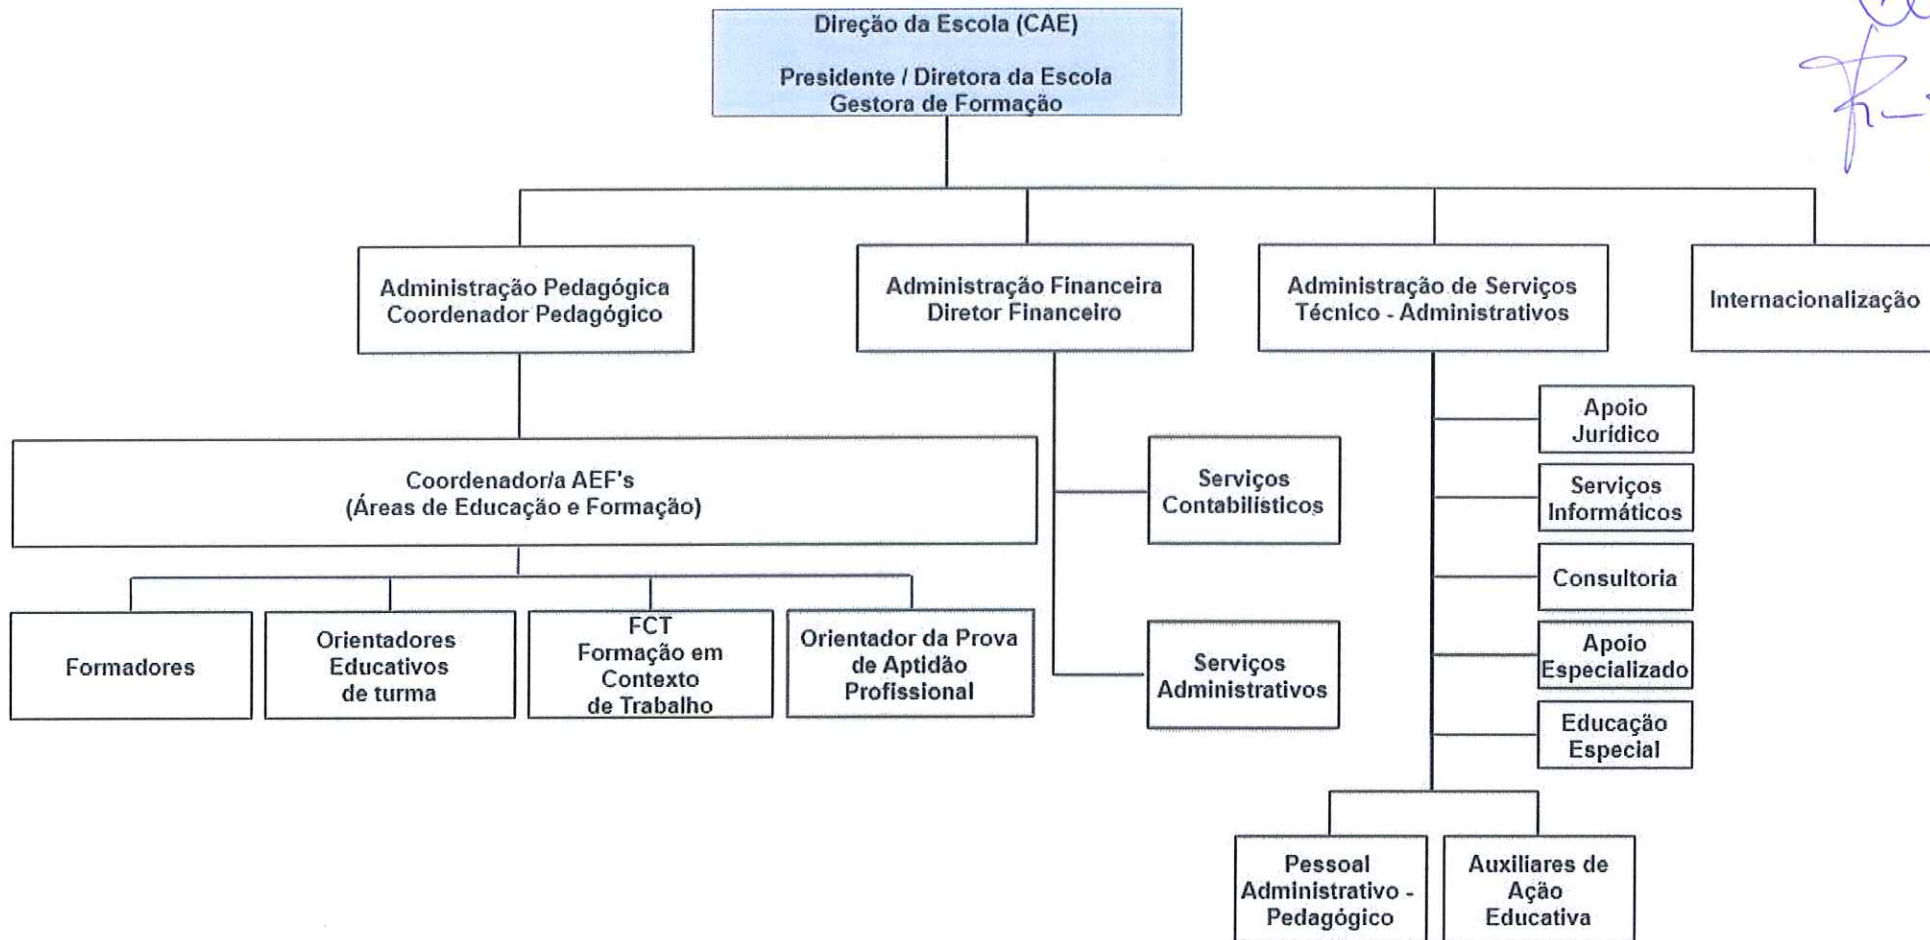 Direção da Escola (CAE)
Presidente / Diretora da Escola
Gestora de Formação
Administração Pedagógica
Coordenador Pedagógico
Administração Financeira
Diretor Financeiro
Administração de Serviços
Técnico - Administrativos
Internacionalização
Coordenador/a AEF's
(Áreas de Educação e Formação)
Formadores
Orientadores
Educativos
de turma
FCT
Formação em
Contexto
de Trabalho
Orientador da Prova
de Aptidão
Profissional
Serviços
Contabilísticos
Serviços
Administrativos
Apoio
Jurídico
Serviços
Informáticos
Consultoria
Apoio
Especializado
Educação
Especial
Pessoal
Administrativo -
Pedagógico
Auxiliares de
Ação
Educativa